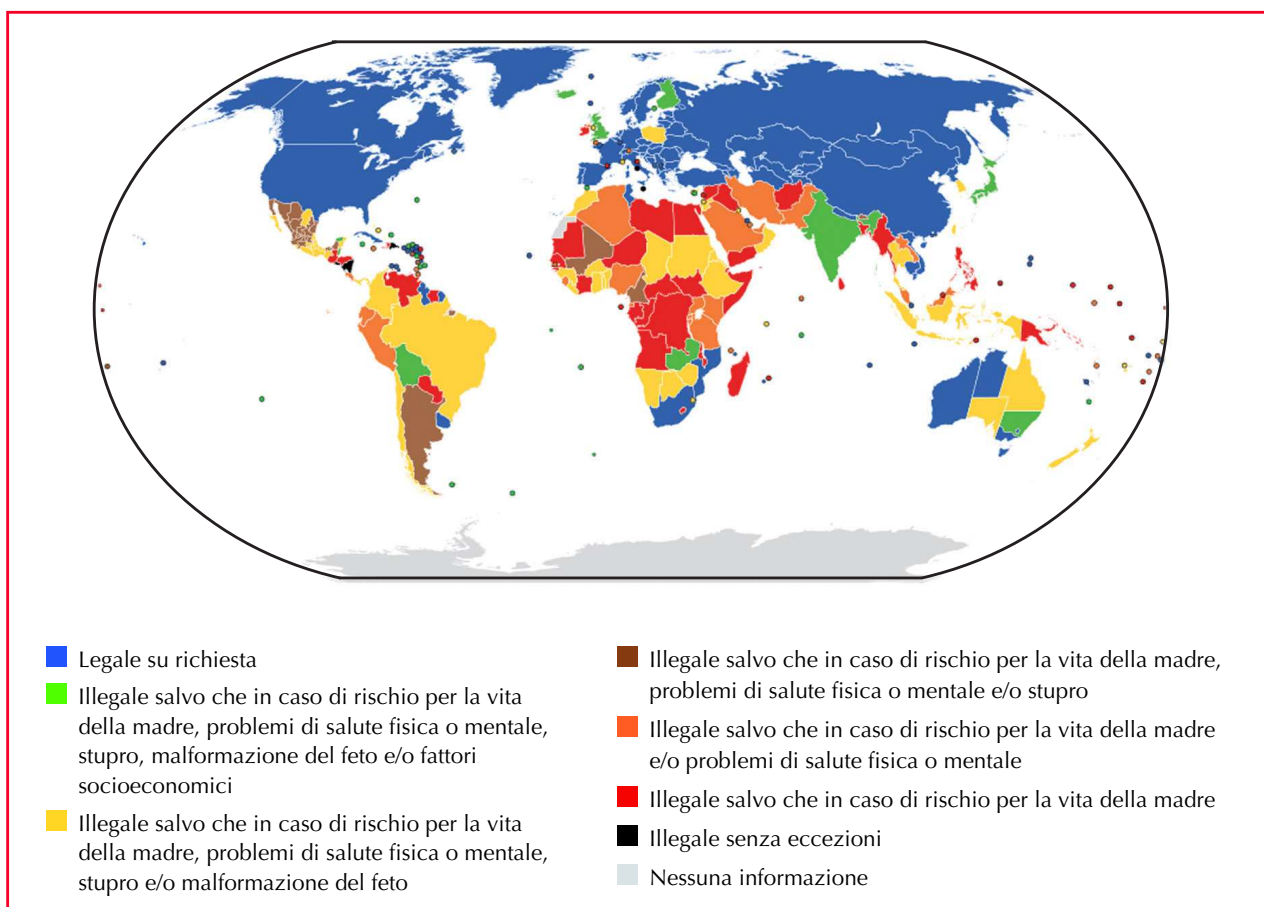 Legale su richiesta
Illegale salvo che in caso di rischio per la vita
della madre, problemi di salute fisica o mentale,
stupro, malformazione del feto e/o fattori
socioeconomici
Illegale salvo che in caso di rischio per la vita
della madre, problemi di salute fisica o mentale,
stupro e/o malformazione del feto
Illegale salvo che in caso di rischio per la vita della madre,
problemi di salute fisica o mentale e/o stupro
Illegale salvo che in caso di rischio per la vita della madre
e/o problemi di salute fisica o mentale
Illegale salvo che in caso di rischio per la vita della madre
Illegale senza eccezioni
Nessuna informazione